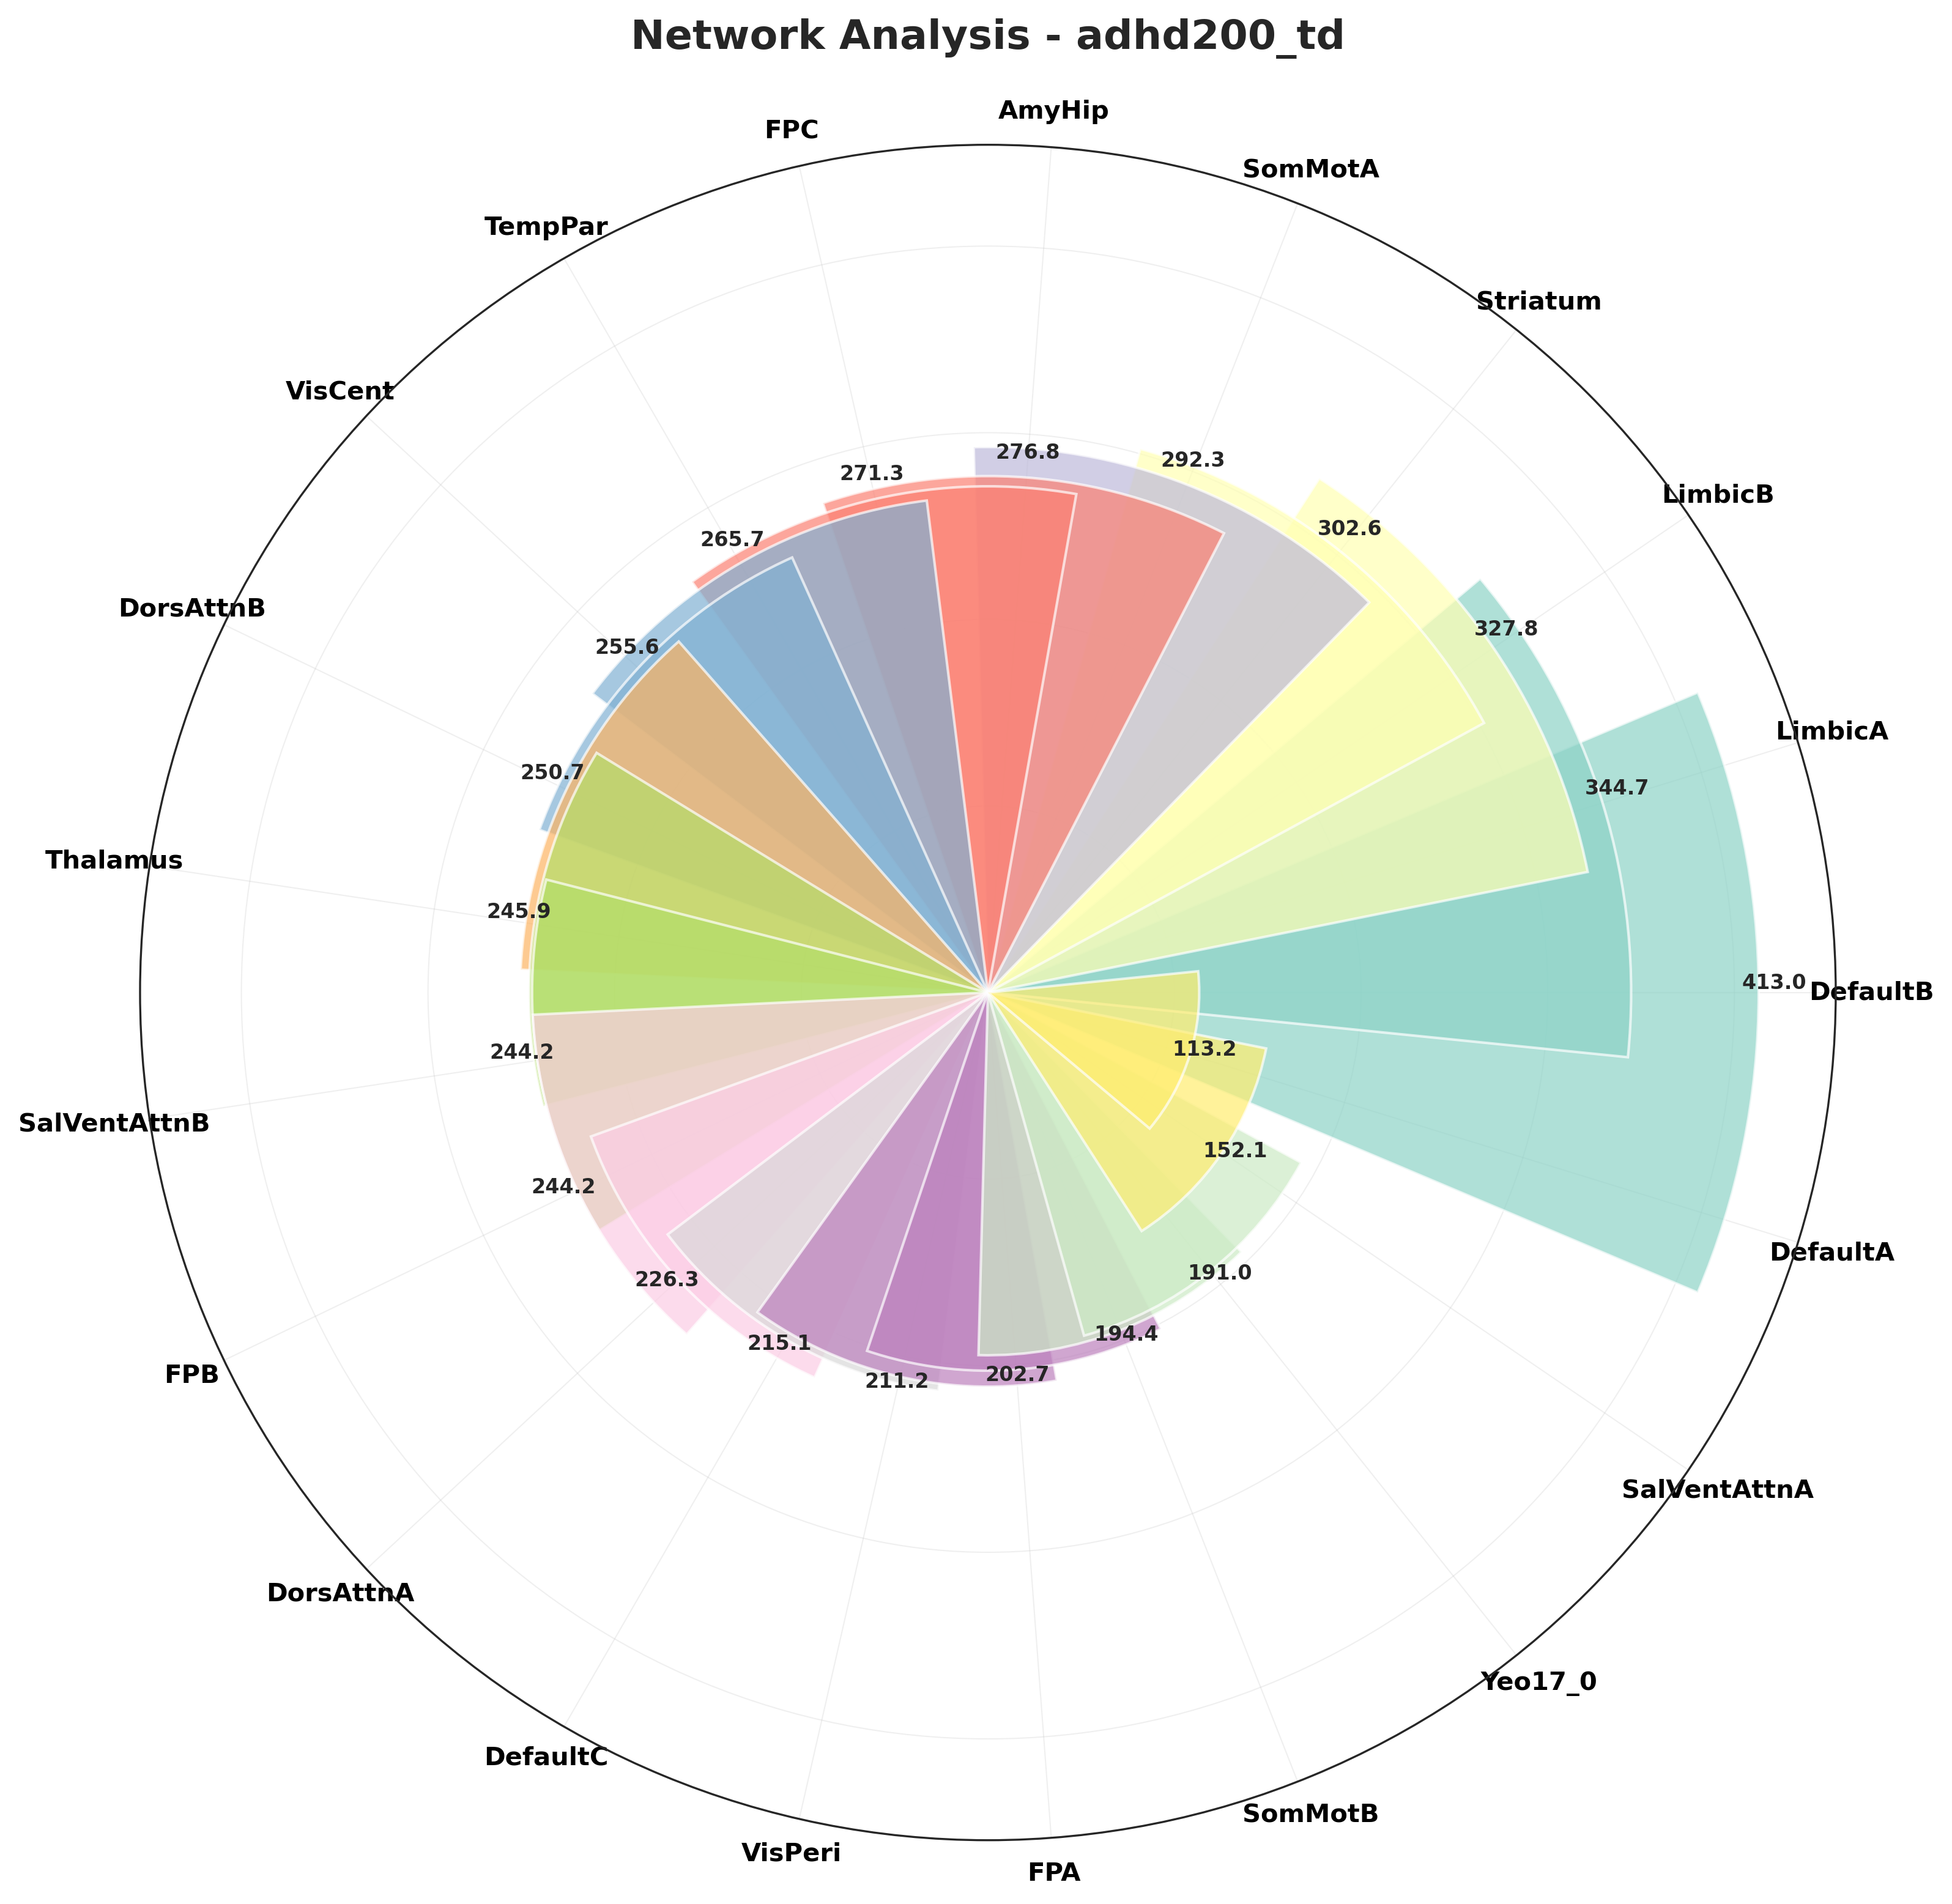 Network Analysis - adhd200_td
AmyHip
FPC
SomMotA
TempPar
Striatum
VisCent
LimbicB
DorsAttnB
LimbicA
Thalamus
DefaultB
SalVentAttnB
DefaultA
FPB
SalVentAttnA
DorsAttnA
Yeo17_0
DefaultC
SomMotB
VisPeri
FPA
276.8
292.3
271.3
302.6
265.7
327.8
255.6
344.7
250.7
245.9
413.0
244.2
113.2
152.1
244.2
191.0
226.3
194.4
215.1
202.7
211.2